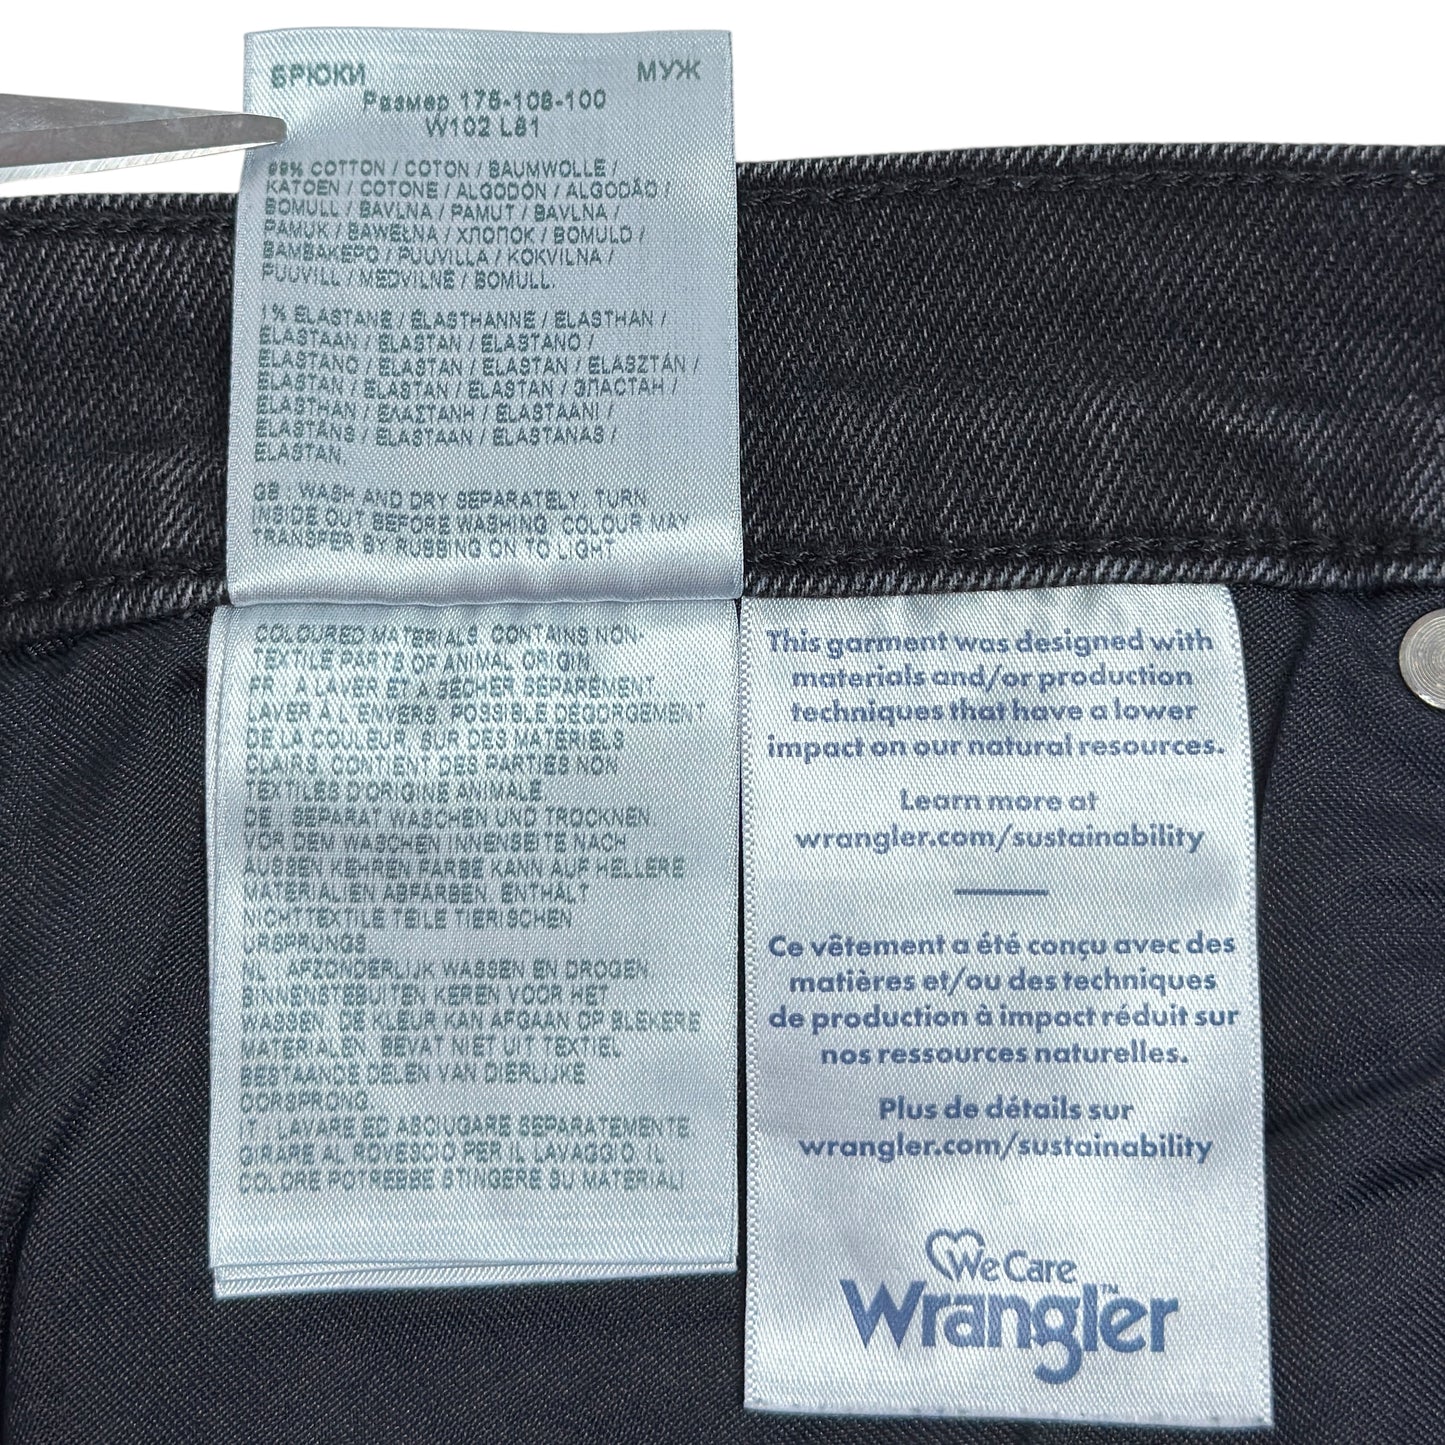 БРЮКИ МУЖ
Размер 176-108-100
W102 L81
99% COTTON / COTON / BAUMWOLLE /
KATOEN / COTONE / ALGODÓN / ALGODÃO /
BOMULL / BAVLNA / PAMUT / BAVLNA /
PAMUK / BAWEŁNA / ХЛОПОК / BOMULD /
BAMBAKEPO / PUUVILLA / KOKVILNA /
PUUVILL / MEDVILNĖ / BOMULL.
1% ELASTANE / ÉLASTHANNE / ELASTHAN /
ELASTAAN / ELASTAN / ELASTANO /
ELASTANO / ELASTAN / ELASTAN / ELASZTÁN /
ELASTAN / ELASTAN / ELASTAN / ЭЛАСТАН /
ELASTHAN / ΕΛΑΣΤΑΝΗ / ELASTAANI /
ELASTĀNS / ELASTAAN / ELASTANAS /
ELASTAN.
GB : WASH AND DRY SEPARATELY. TURN
INSIDE OUT BEFORE WASHING. COLOUR MAY
TRANSFER BY RUBBING ON TO LIGHT
COLOURED MATERIALS. CONTAINS NON-
TEXTILE PARTS OF ANIMAL ORIGIN
FR : A LAVER ET A SECHER SEPAREMENT.
LAVER A L'ENVERS. POSSIBLE DEGORGEMENT
DE LA COULEUR, SUR DES MATERIELS
CLAIRS. CONTIENT DES PARTIES NON
TEXTILES D'ORIGINE ANIMALE
DE : SEPARAT WASCHEN UND TROCKNEN
VOR DEM WASCHEN INNENSEITE NACH
AUSSEN KEHREN FARBE KANN AUF HELLERE
MATERIALIEN ABFARBEN. ENTHÄLT
NICHTTEXTILE TEILE TIERISCHEN
URSPRUNGS
NL : AFZONDERLIJK WASSEN EN DROGEN
BINNENSTEBUITEN KEREN VOOR HET
WASSEN. DE KLEUR KAN AFGAAN OP BLEKERE
MATERIALEN. BEVAT NIET UIT TEXTIEL
BESTAANDE DELEN VAN DIERLIJKE
OORSPRONG
IT : LAVARE ED ASCIUGARE SEPARATEMENTE.
GIRARE AL ROVESCIO PER IL LAVAGGIO. IL
COLORE POTREBBE STINGERE SU MATERIALI
This garment was designed with
materials and/or production
techniques that have a lower
impact on our natural resources.
Learn more at
wrangler.com/sustainability
Ce vêtement a été conçu avec des
matières et/ou des techniques
de production à impact réduit sur
nos ressources naturelles.
Plus de détails sur
wrangler.com/sustainability
We Care
Wrangler™